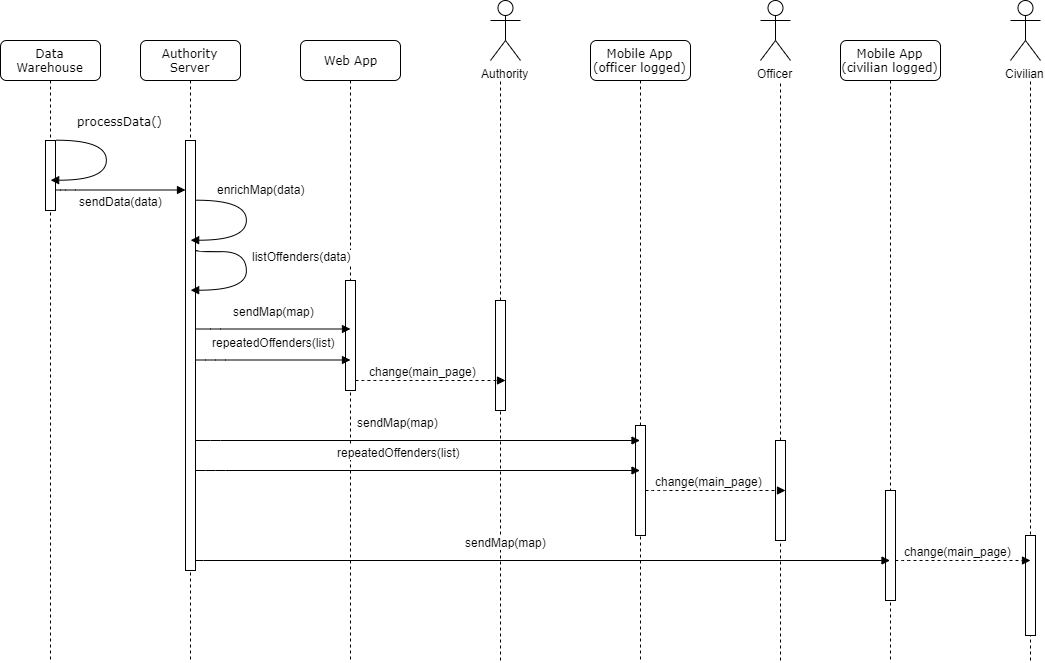 Data
Warehouse
Authority
Server
Web App
Authority
Mobile App
(officer logged)
Officer
Mobile App
(civilian logged)
Civilian
processData()
sendData(data)
enrichMap(data)
listOffenders(data)
sendMap(map)
repeatedOffenders(list)
change(main_page)
sendMap(map)
repeatedOffenders(list)
change(main_page)
sendMap(map)
change(main_page)